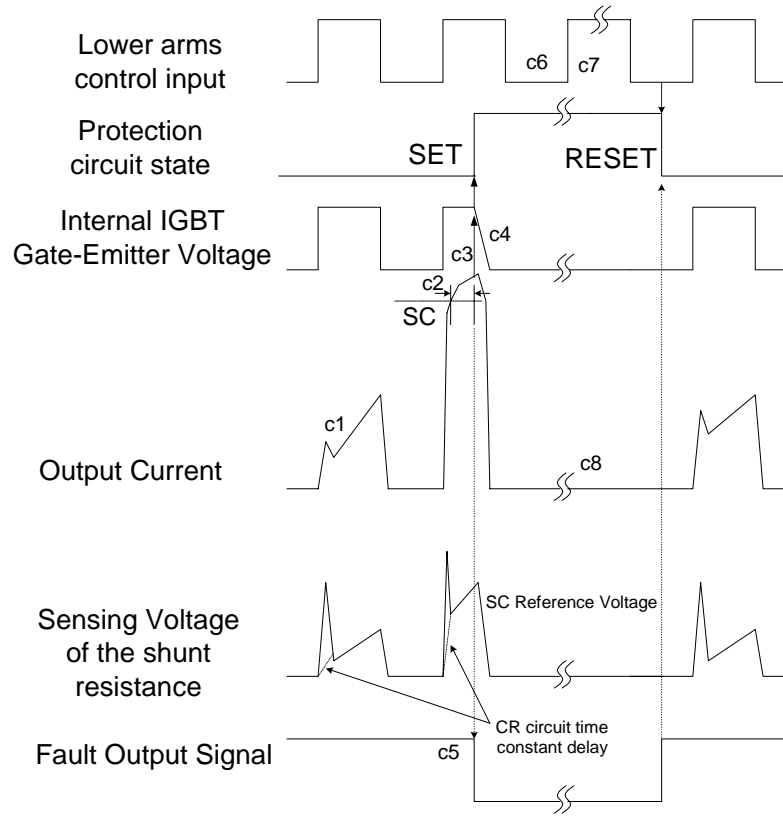 Lower arms
control input
c6
c7
Protection
circuit state
SET
RESET
Internal IGBT
Gate-Emitter Voltage
c3
c4
c2
SC
c1
Output Current
c8
SC Reference Voltage
Sensing Voltage
of the shunt
resistance
CR circuit time
constant delay
Fault Output Signal
c5